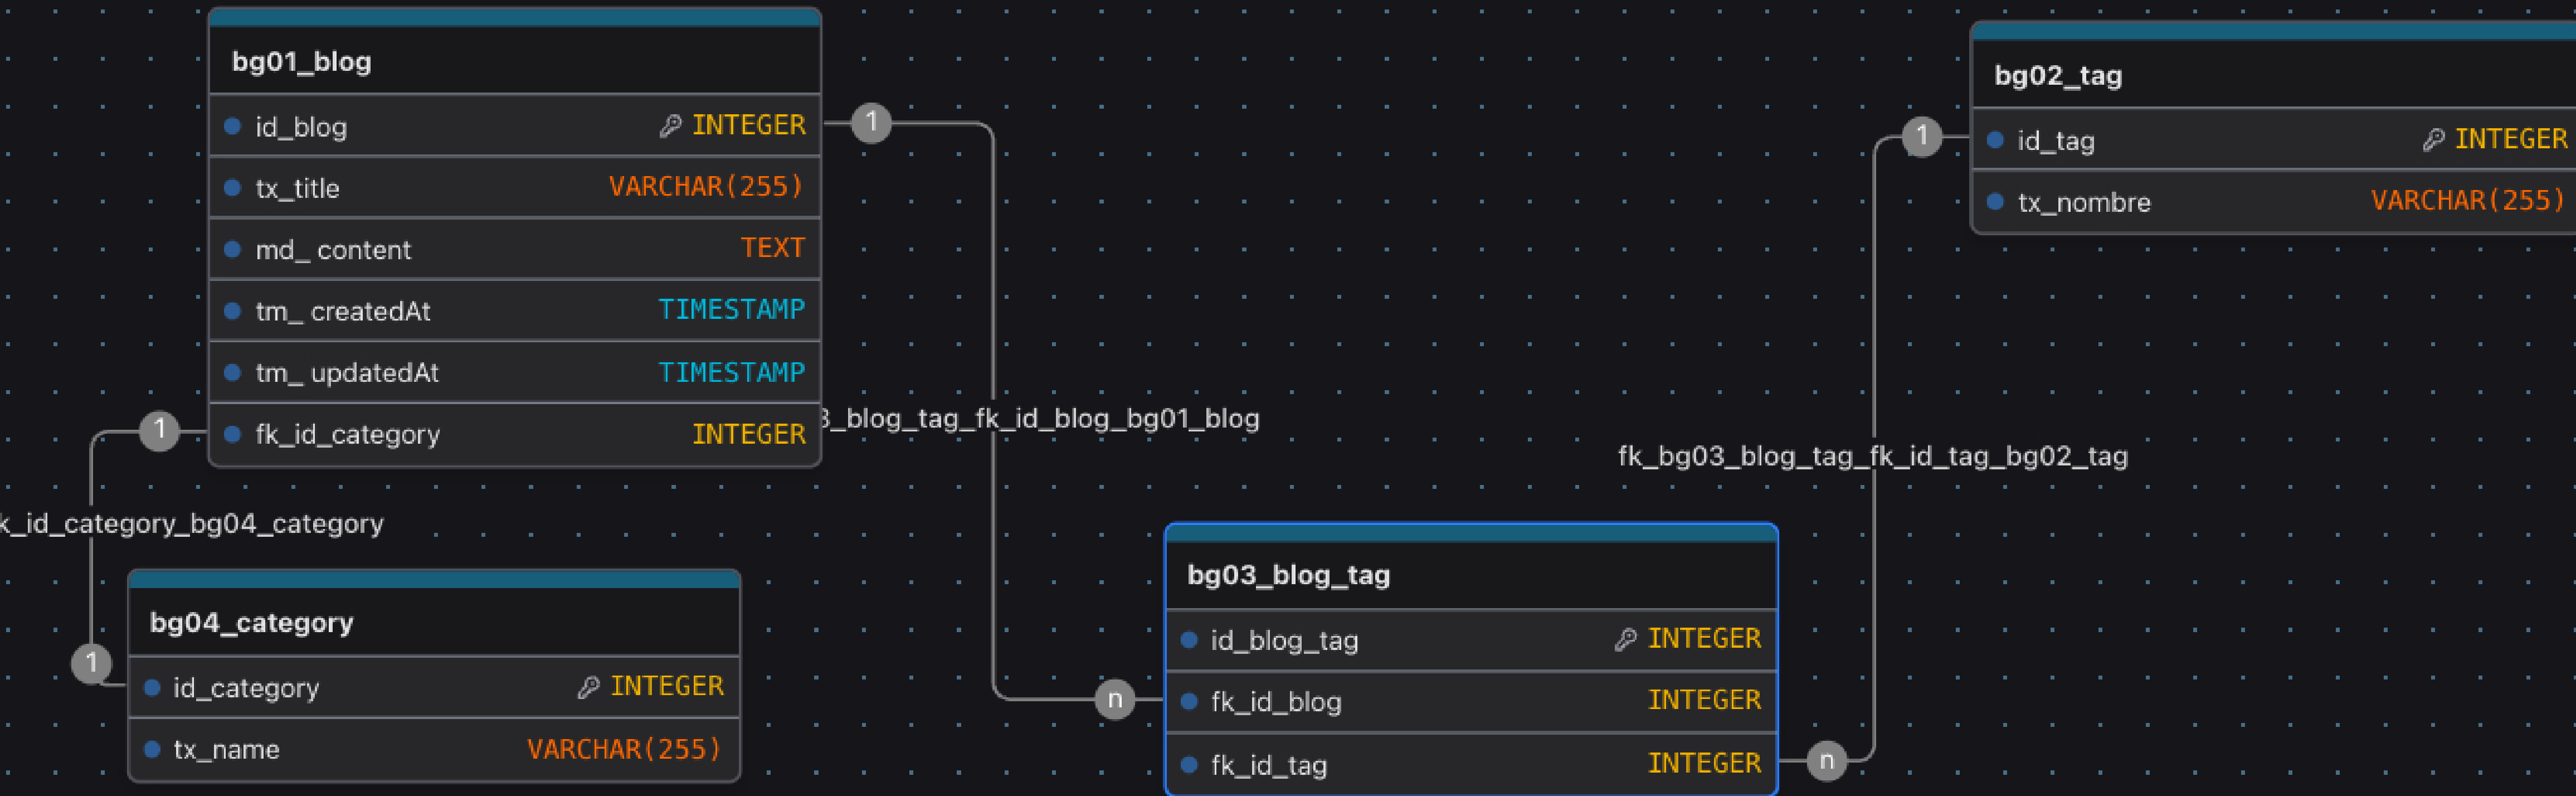 bg01_blog
id_blog INTEGER
tx_title VARCHAR(255)
md_ content TEXT
tm_ createdAt TIMESTAMP
tm_ updatedAt TIMESTAMP
fk_id_category INTEGER
1
1
3_blog_tag_fk_id_blog_bg01_blog
k_id_category_bg04_category
bg04_category
1
id_category INTEGER
tx_name VARCHAR(255)
bg03_blog_tag
id_blog_tag INTEGER
n
fk_id_blog INTEGER
fk_id_tag INTEGER
n
fk_bg03_blog_tag_fk_id_tag_bg02_tag
bg02_tag
1
id_tag INTEGER
tx_nombre VARCHAR(255)